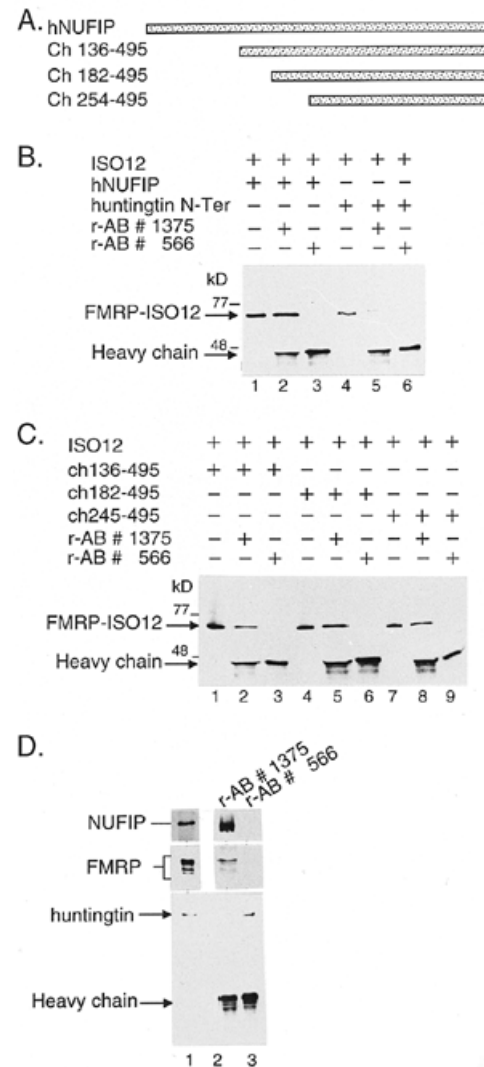 A.
hNUFIP
Ch 136-495
Ch 182-495
Ch 254-495
B.
ISO12 + + + + + +
hNUFIP + + + – – –
huntingtin N-Ter – – – + + +
r-AB # 1375 – + – – + –
r-AB # 566 – – + – – +
kD
77
FMRP-ISO12
48
Heavy chain
1 2 3 4 5 6
C.
ISO12 + + + + + + + + +
ch136-495 + + + – – – – – –
ch182-495 – – – + + + – – –
ch245-495 – – – – – – + + +
r-AB # 1375 – + – – + – – + –
r-AB # 566 – – + – – + – – +
kD
77
FMRP-ISO12
48
Heavy chain
1 2 3 4 5 6 7 8 9
D.
r-AB # 1375
r-AB # 566
NUFIP
FMRP
huntingtin
Heavy chain
1 2 3